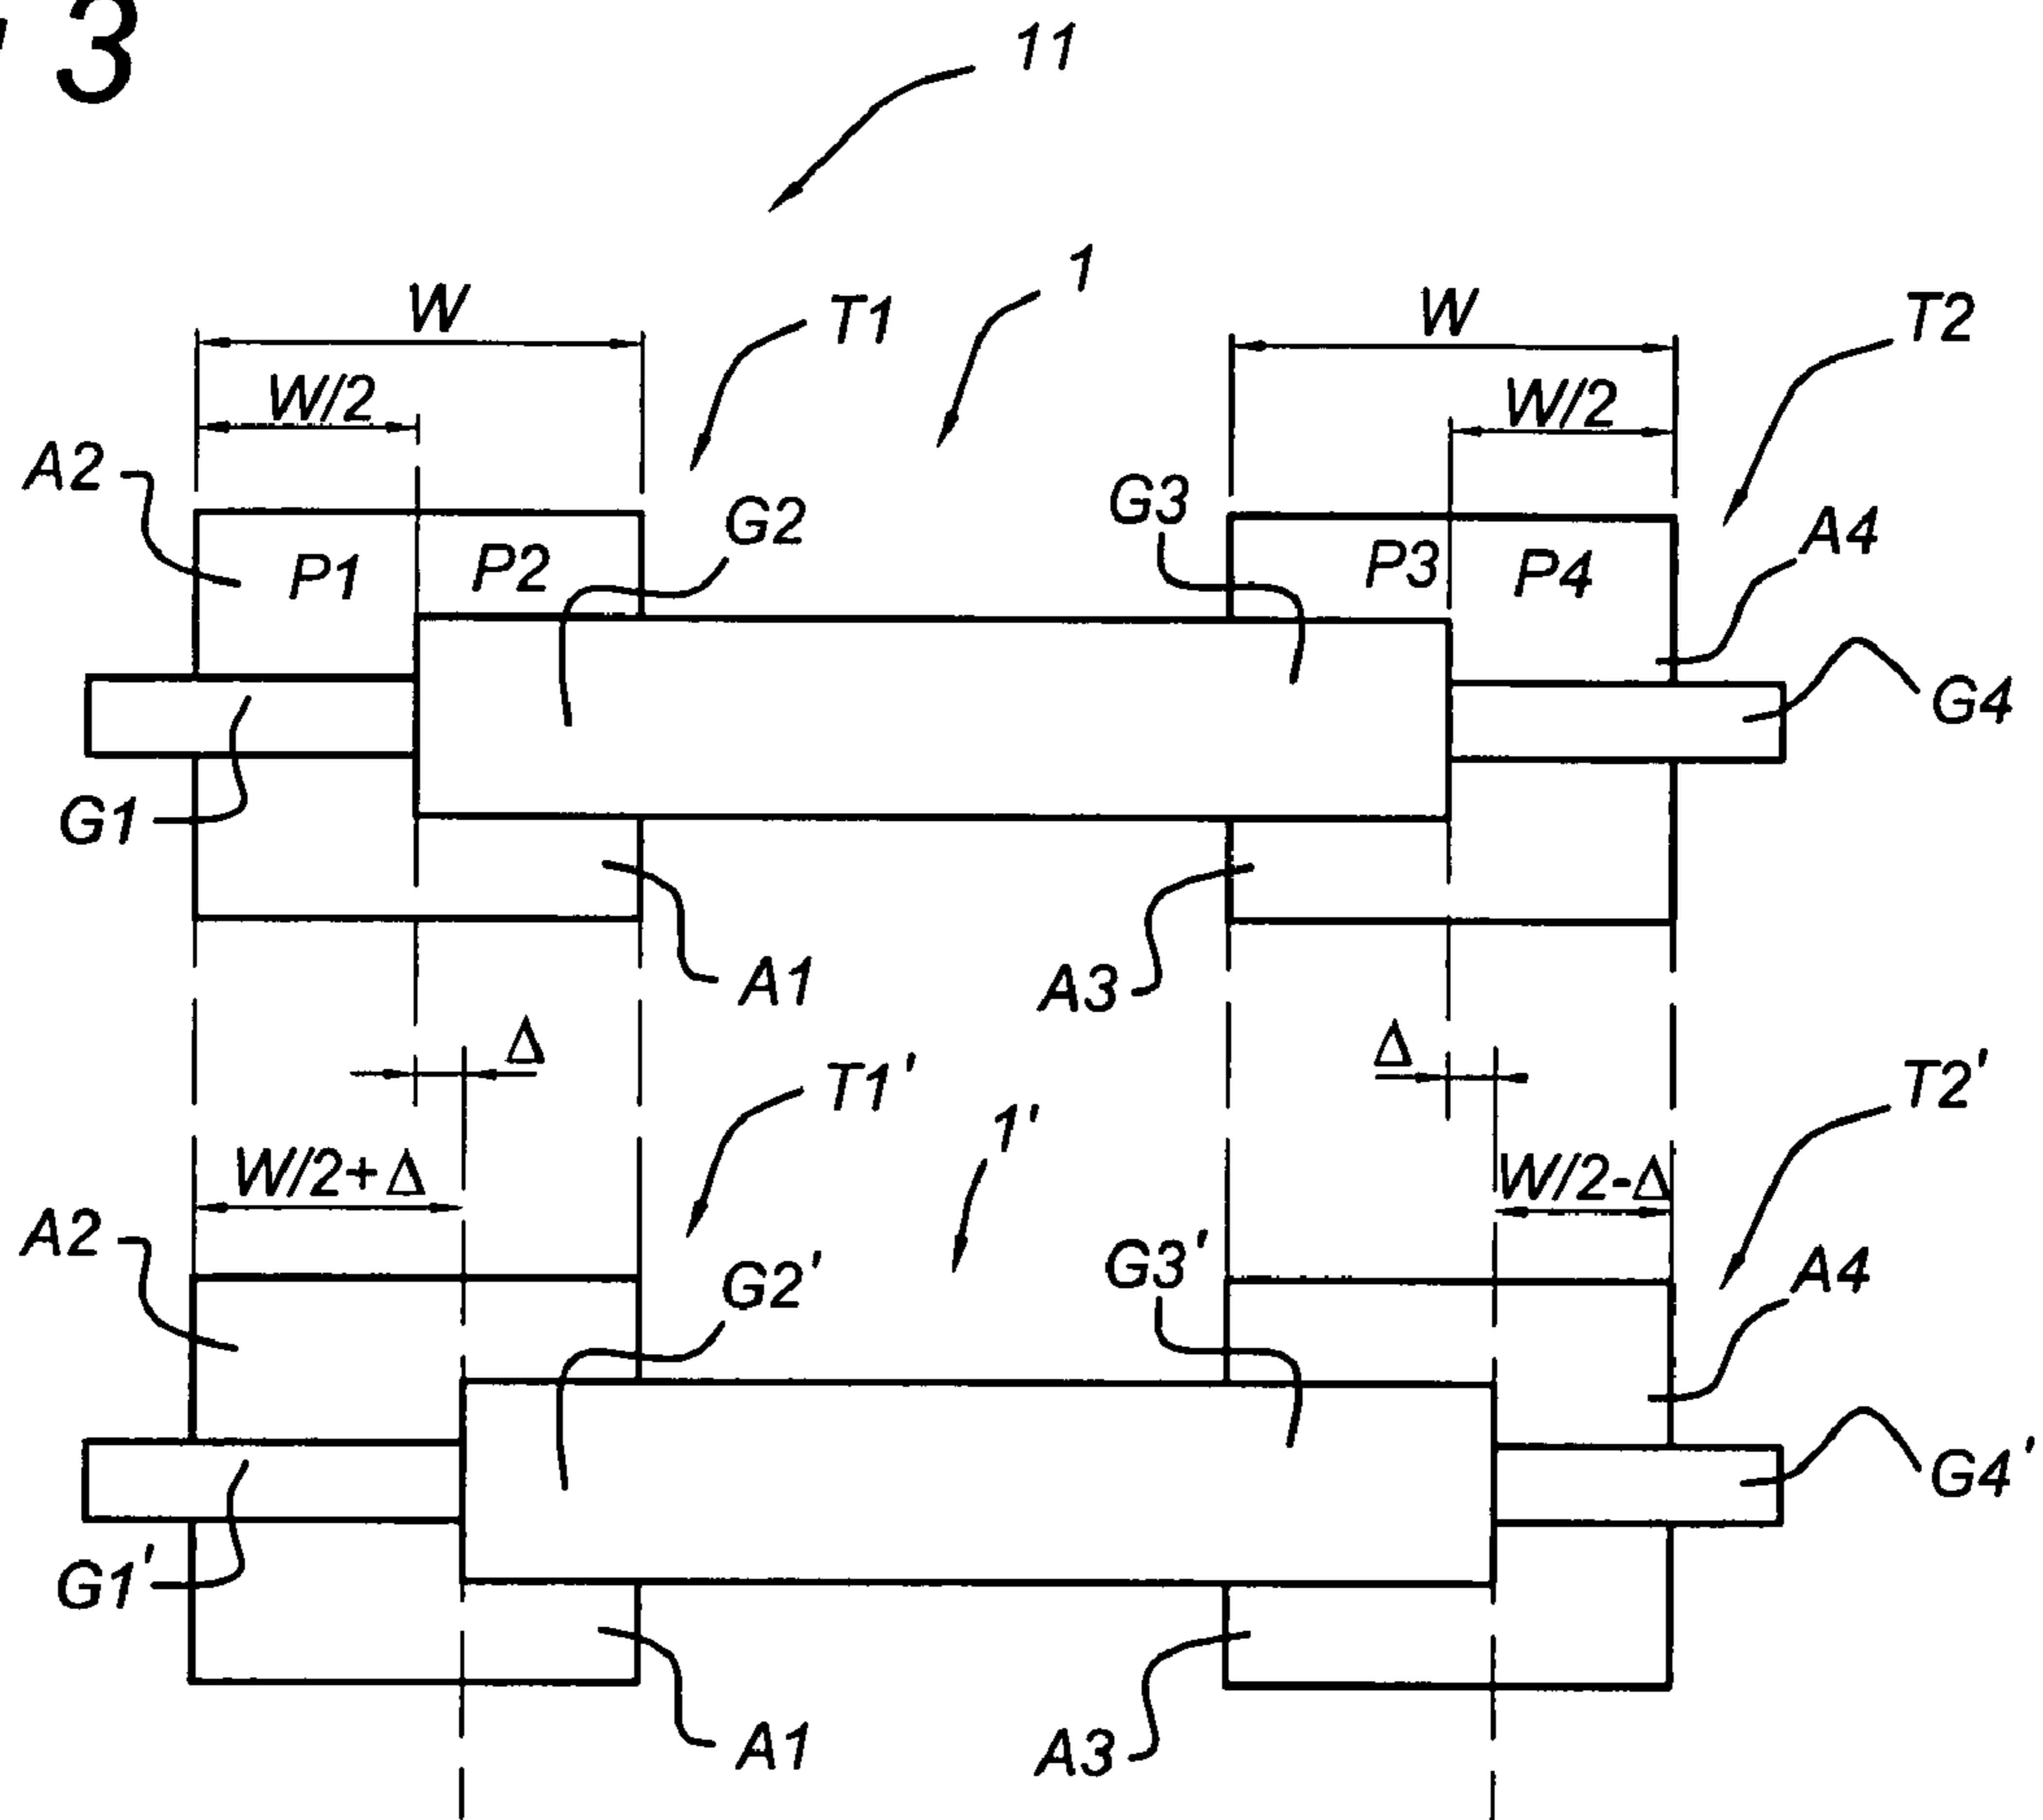 3
11
1
W
T1
W
T2
W/2
W/2
A2
G2
G3
A4
P1
P2
P3
P4
G4
G1
A1
A3
Δ
Δ
T1'
1'
T2'
W/2+Δ
W/2-Δ
A2
G2'
G3'
A4
G4'
G1'
A1
A3